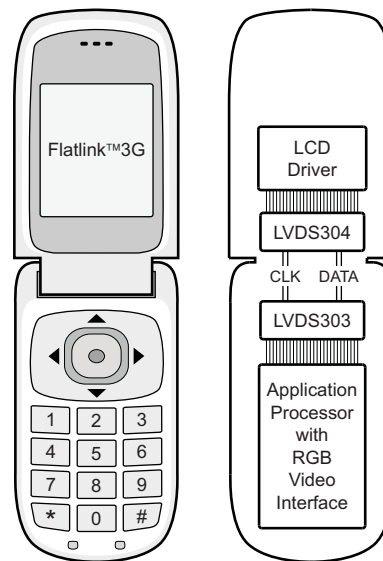 Flatlink™3G
1 2 3
4 5 6
7 8 9
* 0 #
LCD
Driver
LVDS304
CLK DATA
LVDS303
Application
Processor
with
RGB
Video
Interface